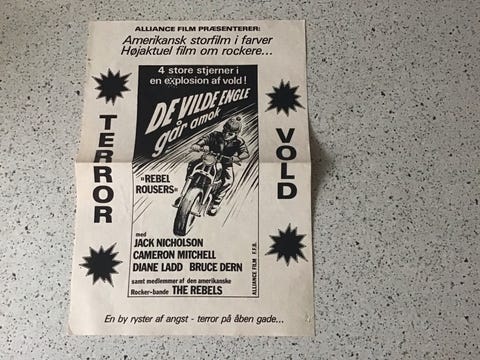 ALLIANCE FILM PRÆSENTERER:
Amerikansk storfilm i farver
Højaktuel film om rockere...
4 store stjerner i
en explosion af vold!
TERROR
DE VILDE ENGLE
går amok
VOLD
»REBEL
ROUSERS«
med
JACK NICHOLSON
CAMERON MITCHELL
DIANE LADD BRUCE DERN
samt medlemmer af den amerikanske
Rocker-bande THE REBELS
ALLIANCE FILM F.F.B.
En by ryster af angst - terror på åben gade...